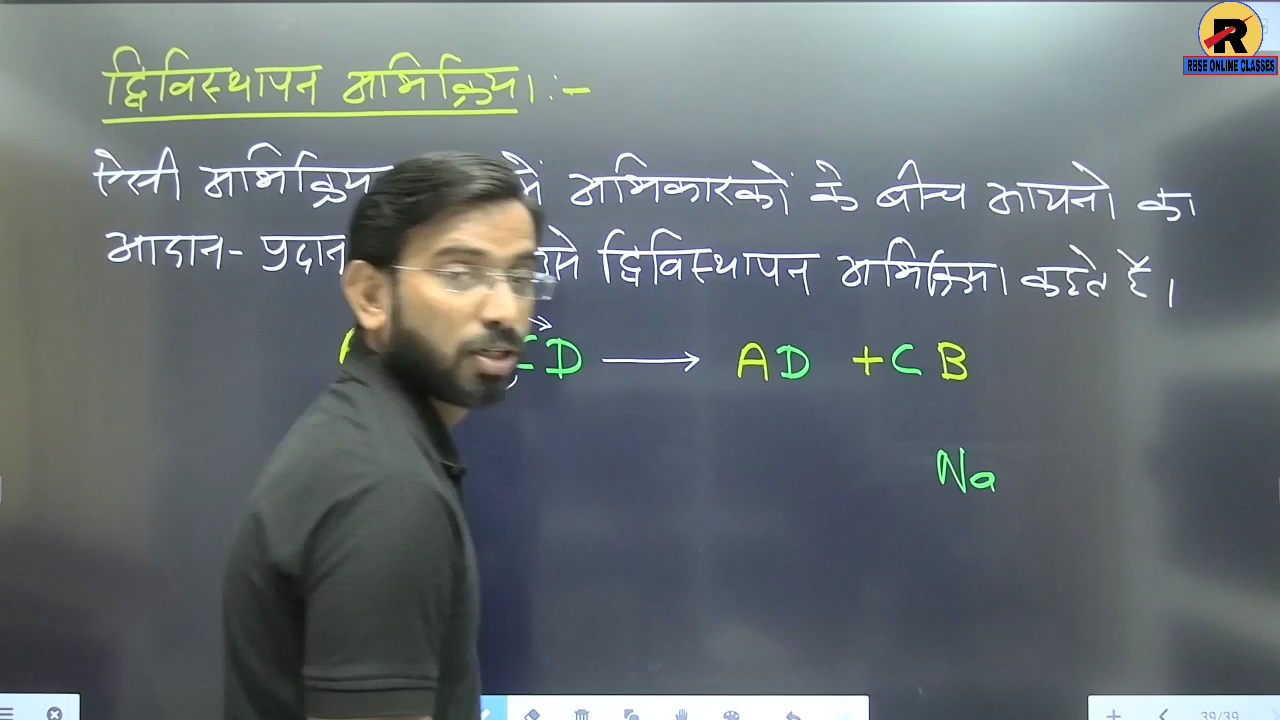 द्विविस्थापन अभिक्रिया :-
ऐसी अभिक्रिया में अभिकारकों के बीच आयनो का
आदान-प्रदान उसे द्विविस्थापन अभिक्रिया कहते हैं।
CD ⟶ AD + CB
Na
R
RBSE ONLINE CLASSES
39/39